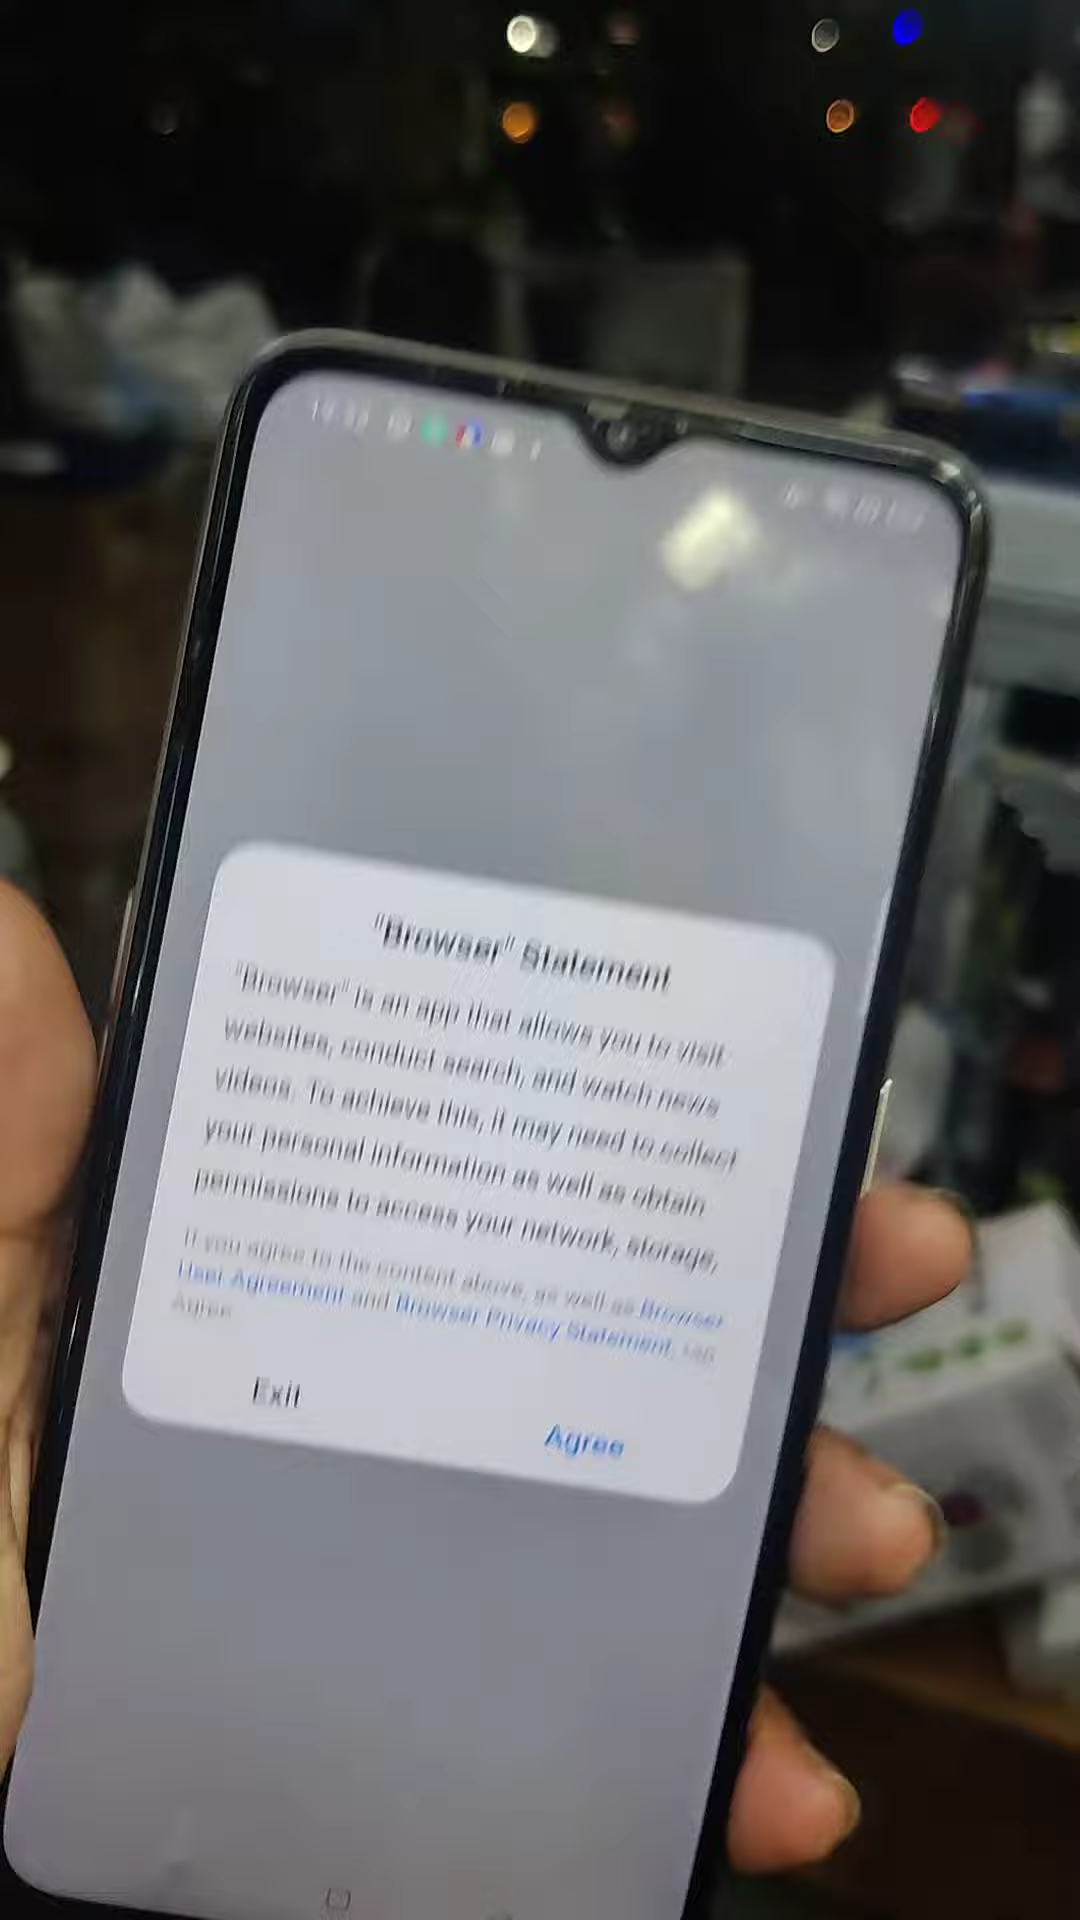 "Browser" Statement
"Browser" is an app that allows you to visit
websites, conduct search, and watch news
videos. To achieve this, it may need to collect
your personal information as well as obtain
permissions to access your network, storage,
If you agree to the content above, as well as Browser
User Agreement and Browser Privacy Statement, tap
Agree
Exit
Agree